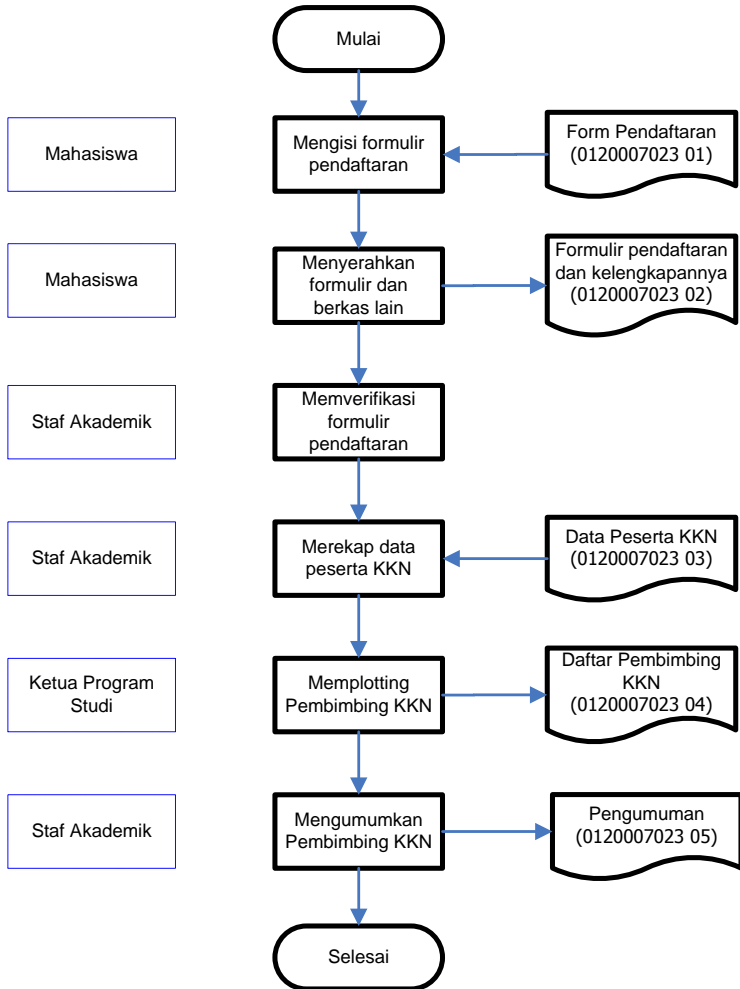 Mulai
Mahasiswa
Mengisi formulir
pendaftaran
Form Pendaftaran
(0120007023 01)
Mahasiswa
Menyerahkan
formulir dan
berkas lain
Formulir pendaftaran
dan kelengkapannya
(0120007023 02)
Staf Akademik
Memverifikasi
formulir
pendaftaran
Staf Akademik
Merekap data
peserta KKN
Data Peserta KKN
(0120007023 03)
Ketua Program
Studi
Memplotting
Pembimbing KKN
Daftar Pembimbing
KKN
(0120007023 04)
Staf Akademik
Mengumumkan
Pembimbing KKN
Pengumuman
(0120007023 05)
Selesai